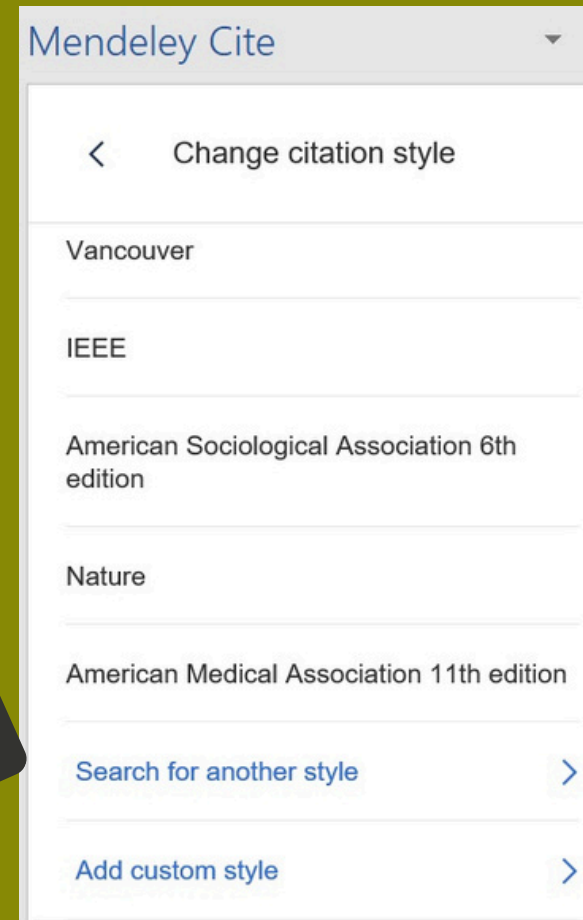 Mendeley Cite
Change citation style
Vancouver
IEEE
American Sociological Association 6th
edition
Nature
American Medical Association 11th edition
Search for another style
Add custom style